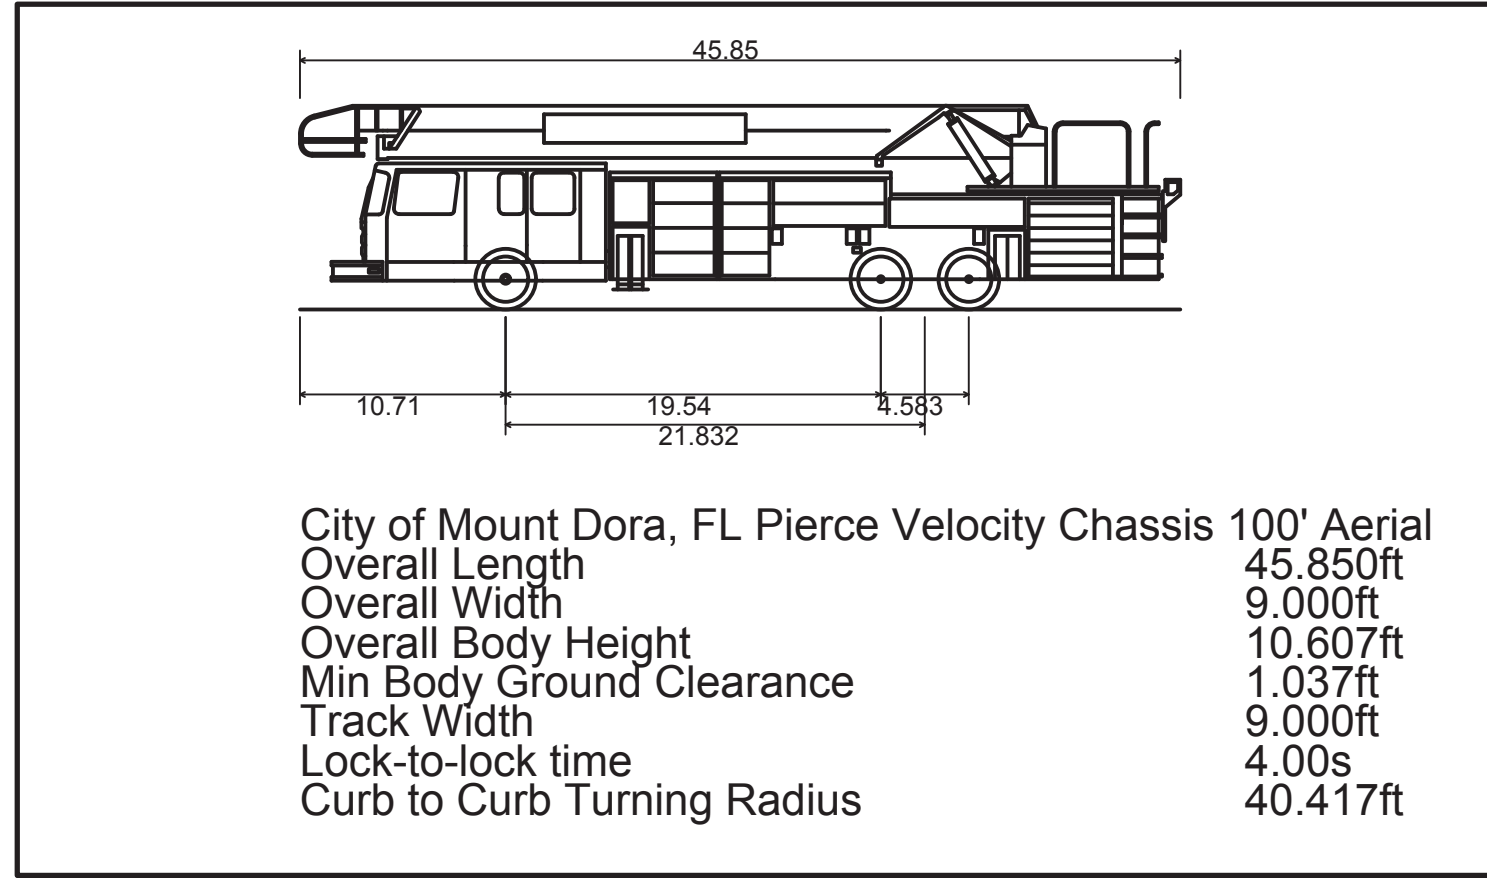 45.85
10.71 19.54 4.583
21.832
City of Mount Dora, FL Pierce Velocity Chassis 100' Aerial
Overall Length 45.850ft
Overall Width 9.000ft
Overall Body Height 10.607ft
Min Body Ground Clearance 1.037ft
Track Width 9.000ft
Lock-to-lock time 4.00s
Curb to Curb Turning Radius 40.417ft